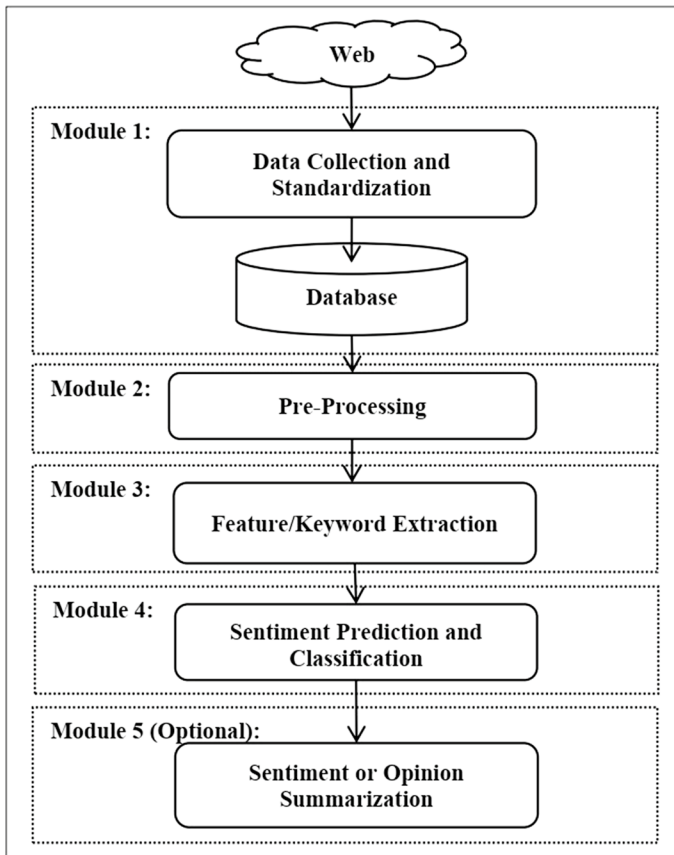 Web
Module 1:
Data Collection and
Standardization
Database
Module 2:
Pre-Processing
Module 3:
Feature/Keyword Extraction
Module 4:
Sentiment Prediction and
Classification
Module 5 (Optional):
Sentiment or Opinion
Summarization